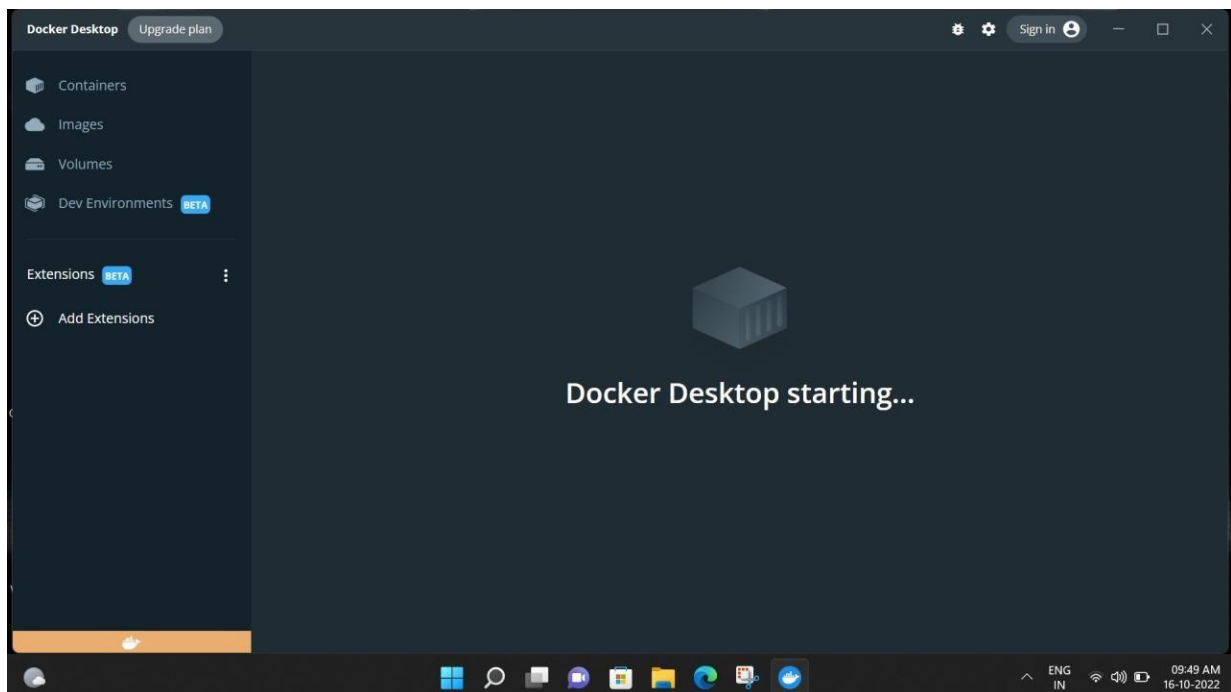 Docker Desktop
Upgrade plan
Sign in
Containers
Images
Volumes
Dev Environments BETA
Extensions BETA
Add Extensions
Docker Desktop starting...
ENG
IN
09:49 AM
16-10-2022